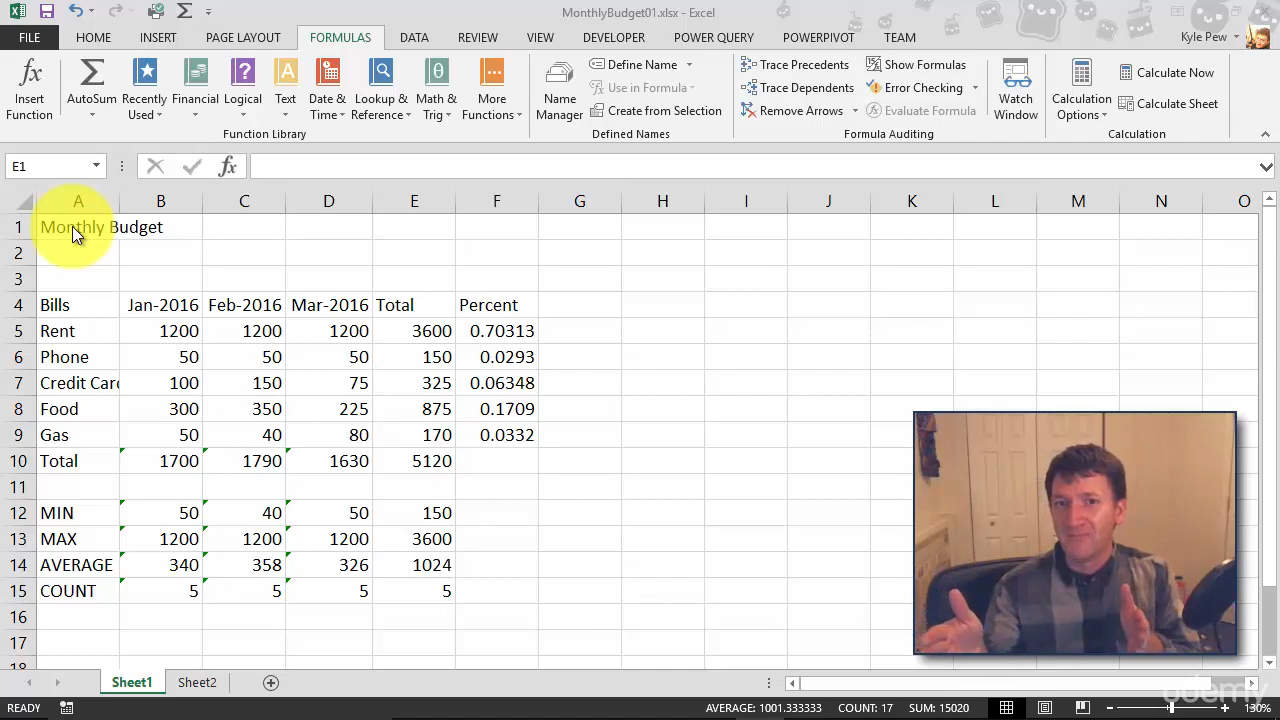 MonthlyBudget01.xlsx - Excel
FILE HOME INSERT PAGE LAYOUT FORMULAS DATA REVIEW VIEW DEVELOPER POWER QUERY POWERPIVOT TEAM Kyle Pew
Insert Function
AutoSum
Recently Used
Financial
Logical
Text
Date & Time
Lookup & Reference
Math & Trig
More Functions
Function Library
Name Manager
Define Name
Use in Formula
Create from Selection
Defined Names
Trace Precedents
Trace Dependents
Remove Arrows
Show Formulas
Error Checking
Evaluate Formula
Formula Auditing
Watch Window
Calculation Options
Calculate Now
Calculate Sheet
Calculation
E1 fx
A B C D E F G H I J K L M N O
1 Monthly Budget
2
3
4 Bills Jan-2016 Feb-2016 Mar-2016 Total Percent
5 Rent 1200 1200 1200 3600 0.70313
6 Phone 50 50 50 150 0.0293
7 Credit Card 100 150 75 325 0.06348
8 Food 300 350 225 875 0.1709
9 Gas 50 40 80 170 0.0332
10 Total 1700 1790 1630 5120
11
12 MIN 50 40 50 150
13 MAX 1200 1200 1200 3600
14 AVERAGE 340 358 326 1024
15 COUNT 5 5 5 5
16
17
18
Sheet1 Sheet2
READY AVERAGE: 1001.333333 COUNT: 17 SUM: 15020 130%
udemy